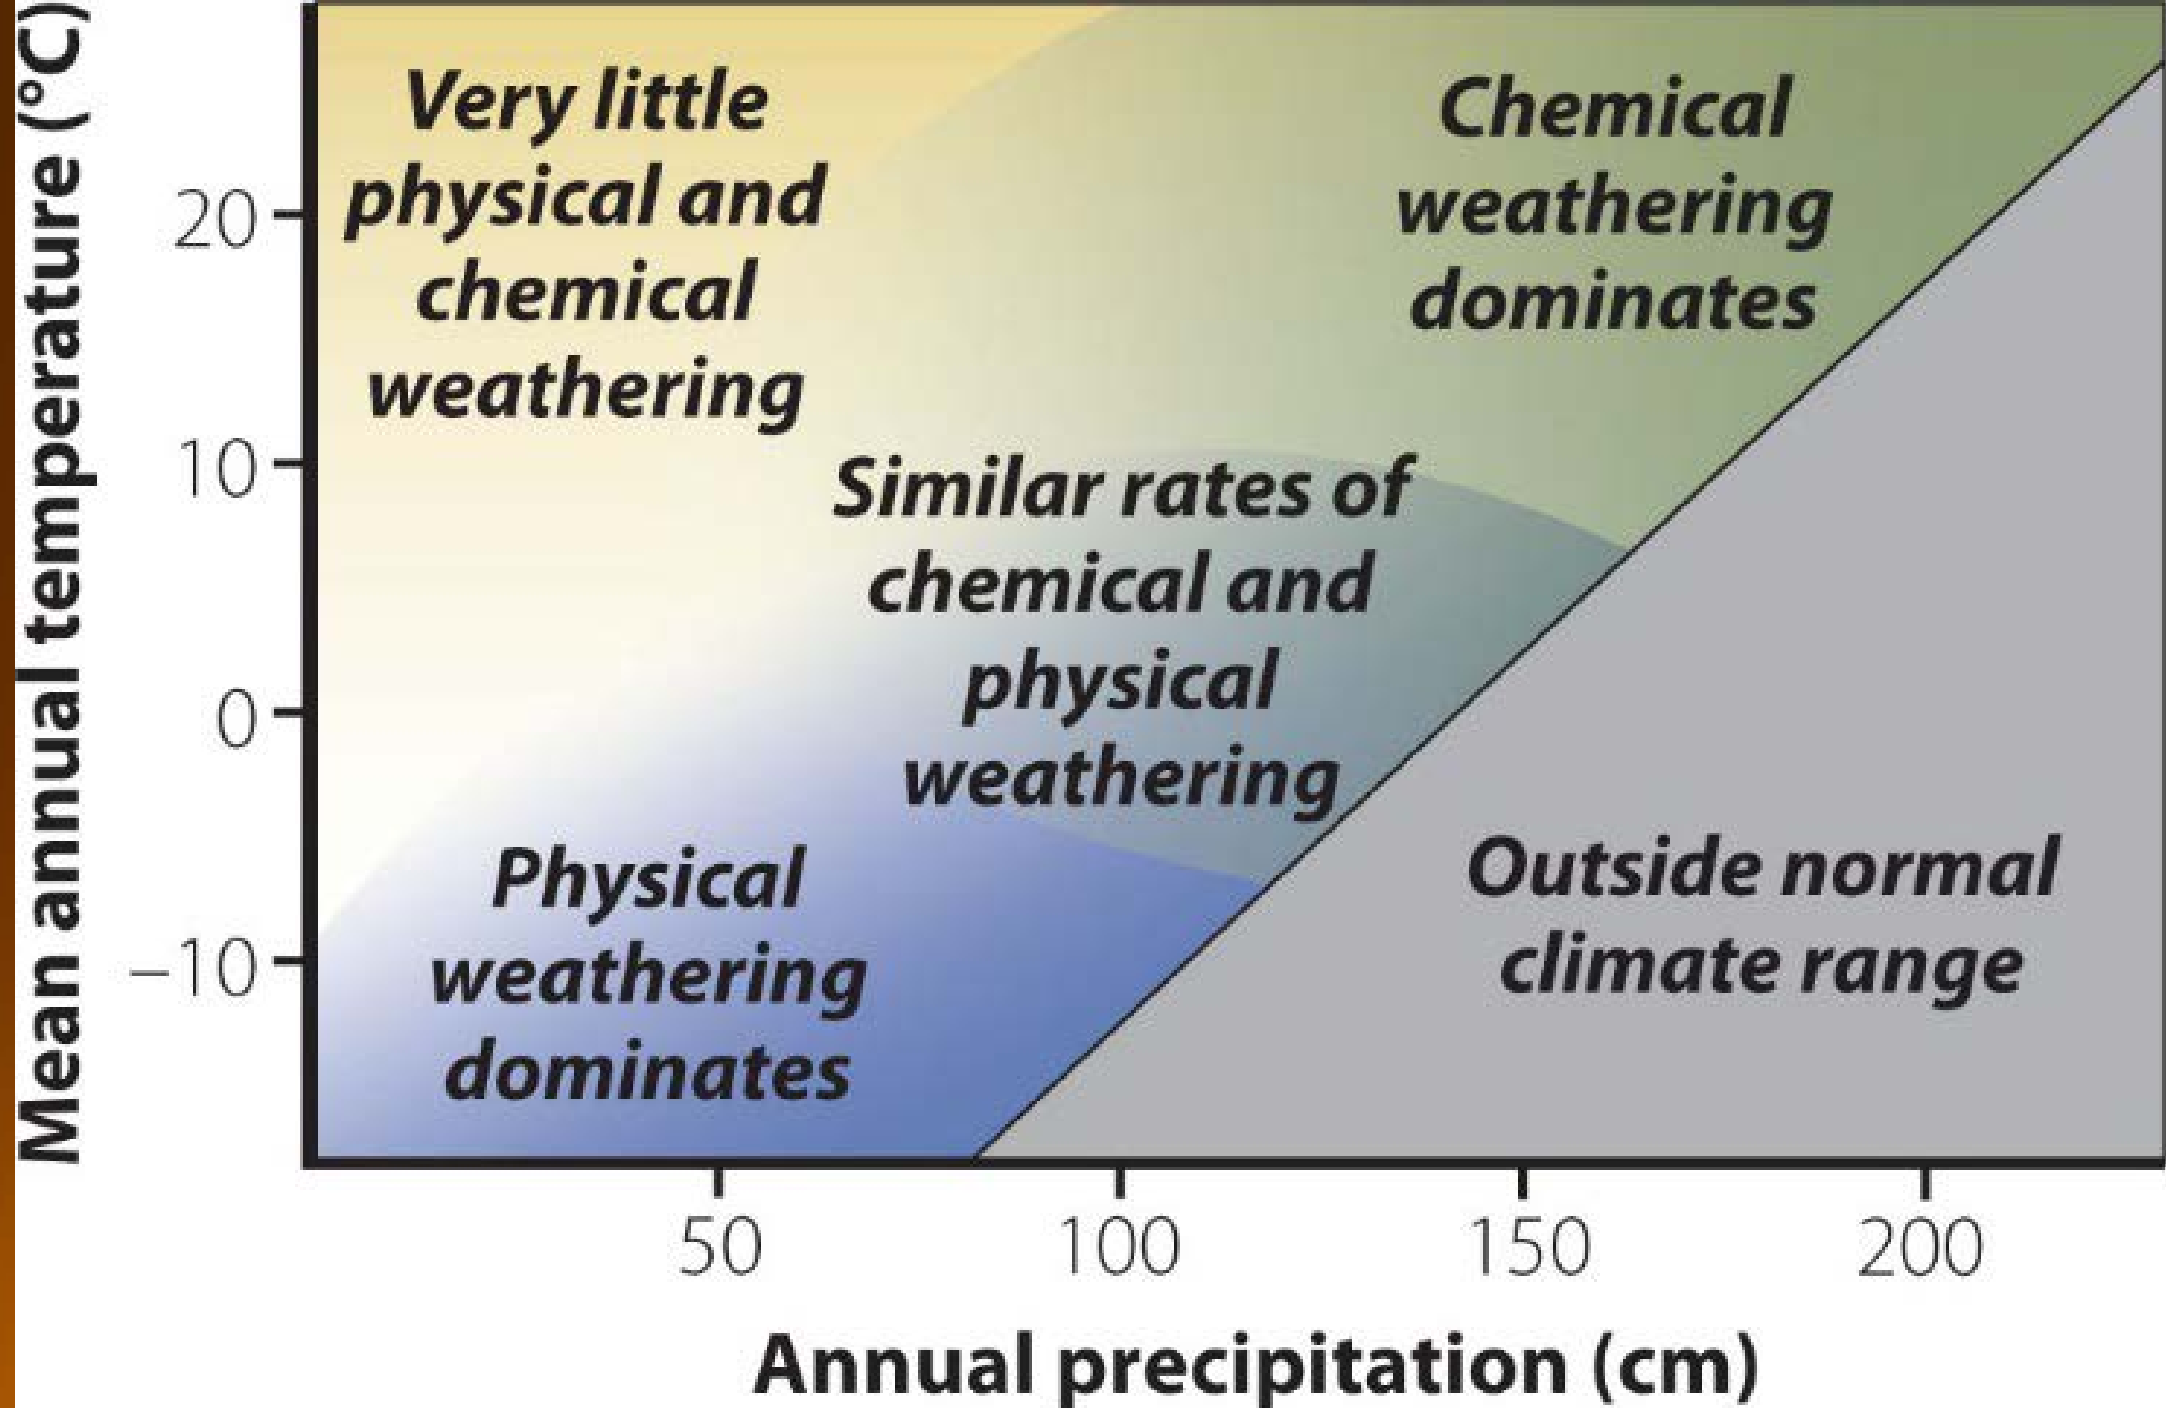 Mean annual temperature (°C)
20
10
0
–10
Very little
physical and
chemical
weathering
Chemical
weathering
dominates
Similar rates of
chemical and
physical
weathering
Physical
weathering
dominates
Outside normal
climate range
50
100
150
200
Annual precipitation (cm)